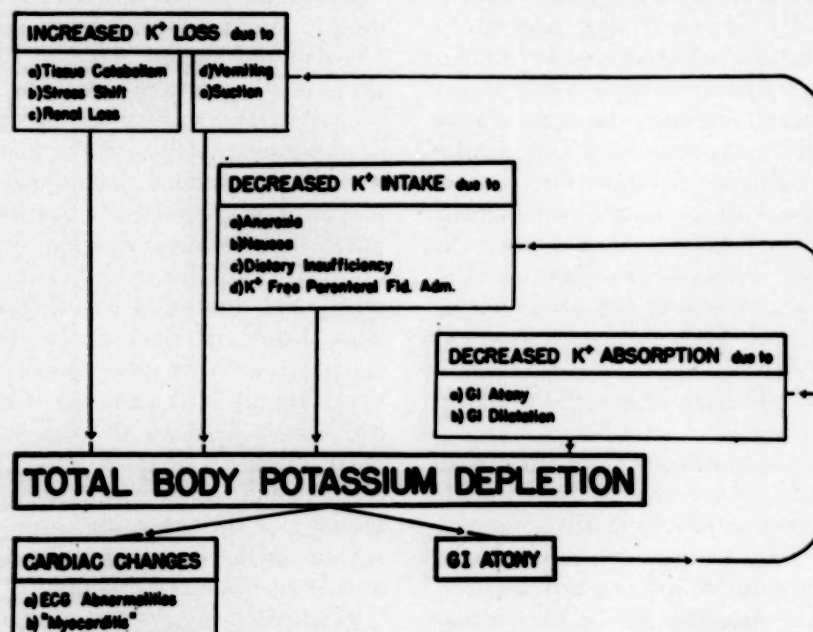 INCREASED K+ LOSS due to
a)Tissue Catabolism
b)Stress Shift
c)Renal Loss
d)Vomiting
e)Suction
DECREASED K+ INTAKE due to
a)Anorexia
b)Nausea
c)Dietary Insufficiency
d)K+ Free Parenteral Fld. Adm.
DECREASED K+ ABSORPTION due to
a)GI Atony
b)GI Dilatation
TOTAL BODY POTASSIUM DEPLETION
CARDIAC CHANGES
a)ECG Abnormalities
b)"Myocarditis"
GI ATONY